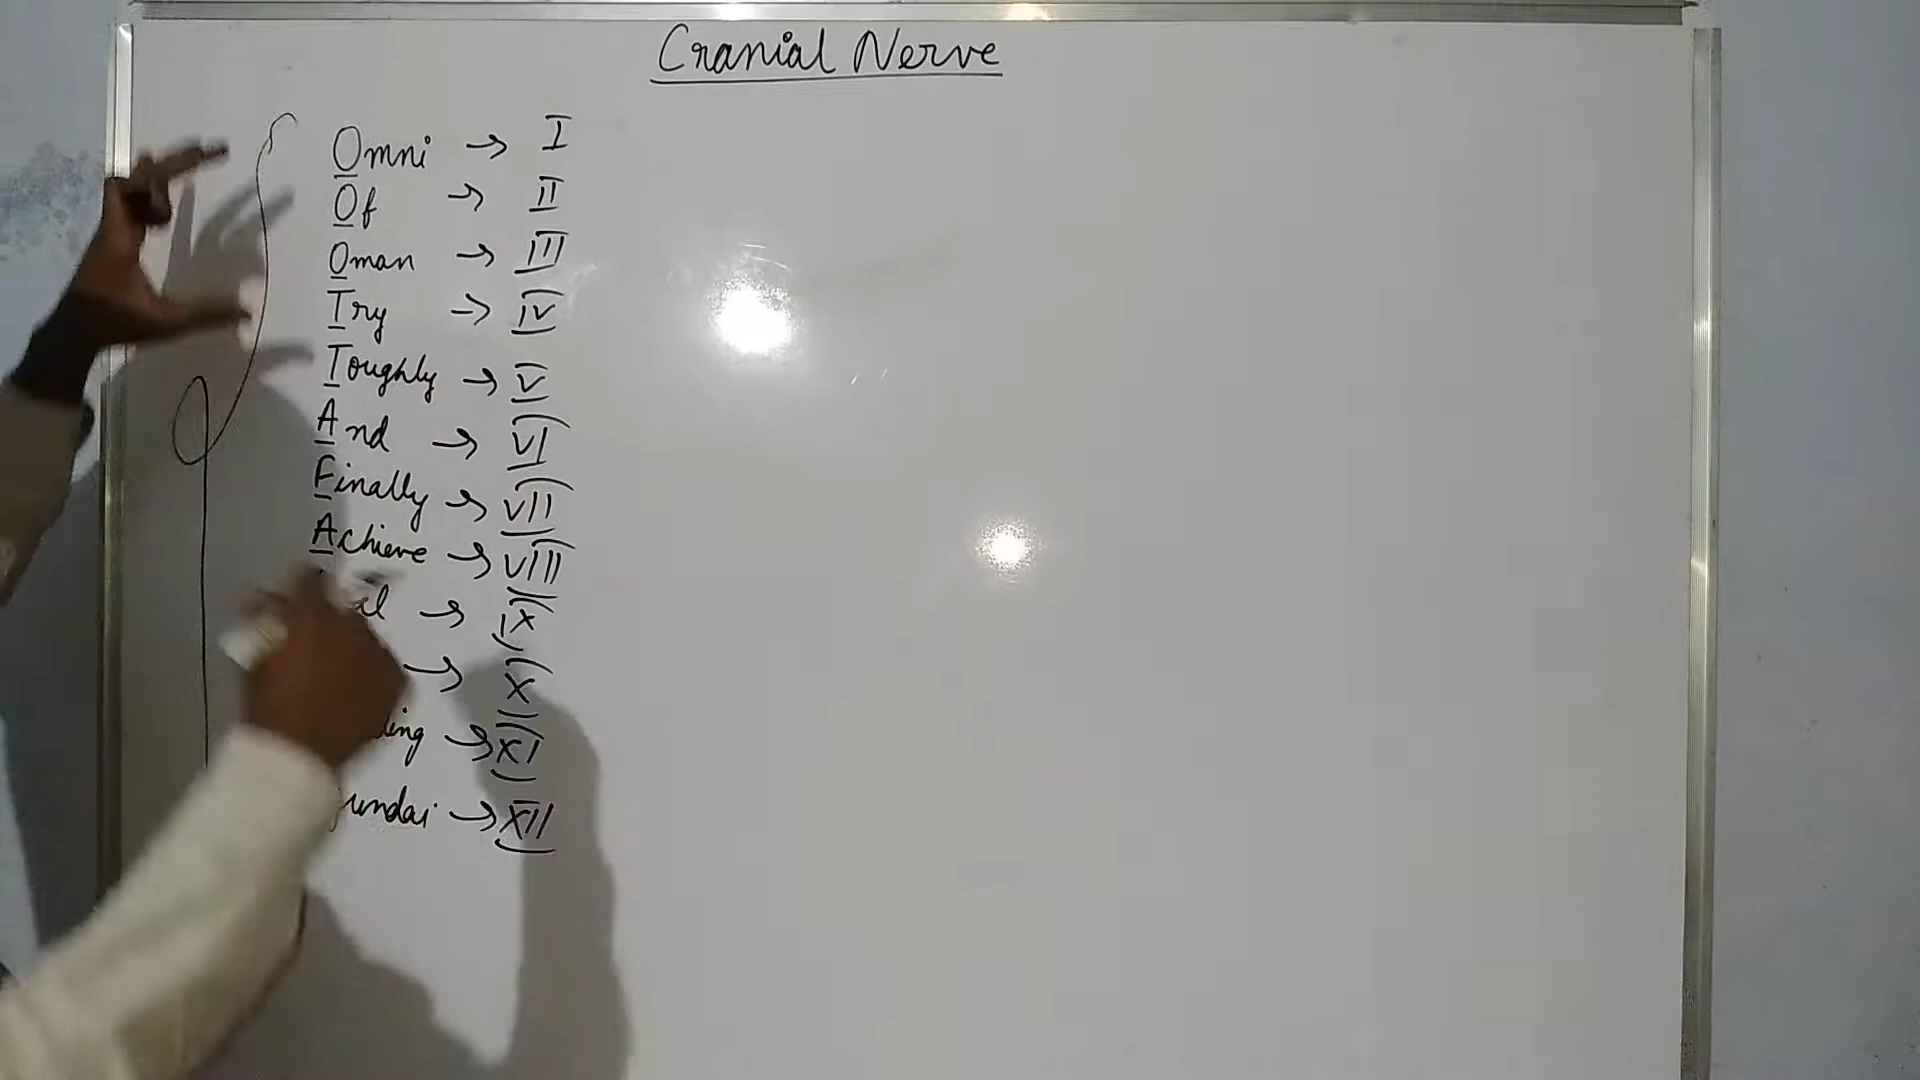 Cranial Nerve
Omni → I
Of → II
Oman → III
Try → IV
Toughly → V
And → VI
Finally → VII
Achieve → VIII
→ IX
→ X
→ XI
→ XII